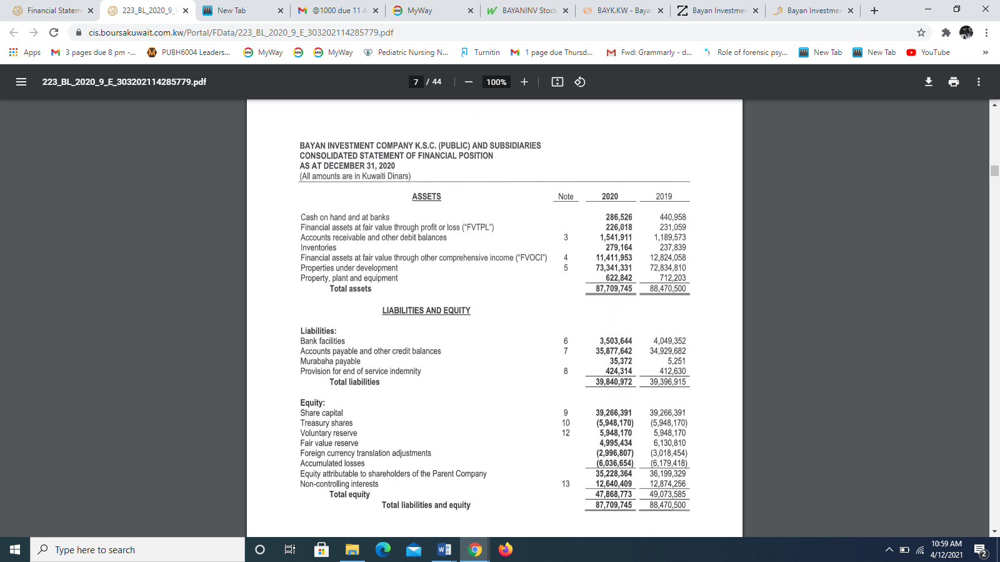 Financial Statem
223_BL_2020_9_E
New Tab
@1000 due 11 A
MyWay
BAYANINV Stock
BAYK.KW - Bayan
Bayan Investmen
Bayan Investmen
cis.boursakuwait.com.kw/Portal/FData/223_BL_2020_9_E_303202114285779.pdf
Apps 3 pages due 8 pm -... PUBH6004 Leaders... MyWay MyWay Pediatric Nursing N... Turnitin 1 page due Thursd... Fwd: Grammarly - d... Role of forensic psy... New Tab New Tab YouTube »
223_BL_2020_9_E_303202114285779.pdf 7 / 44 — 100% +
BAYAN INVESTMENT COMPANY K.S.C. (PUBLIC) AND SUBSIDIARIES
CONSOLIDATED STATEMENT OF FINANCIAL POSITION
AS AT DECEMBER 31, 2020
(All amounts are in Kuwaiti Dinars)
ASSETS Note 2020 2019
Cash on hand and at banks 286,526 440,958
Financial assets at fair value through profit or loss (“FVTPL”) 226,018 231,059
Accounts receivable and other debit balances 3 1,541,911 1,189,573
Inventories 279,164 237,839
Financial assets at fair value through other comprehensive income (“FVOCI”) 4 11,411,953 12,824,058
Properties under development 5 73,341,331 72,834,810
Property, plant and equipment 622,842 712,203
Total assets 87,709,745 88,470,500
LIABILITIES AND EQUITY
Liabilities:
Bank facilities 6 3,503,644 4,049,352
Accounts payable and other credit balances 7 35,877,642 34,929,682
Murabaha payable 35,372 5,251
Provision for end of service indemnity 8 424,314 412,630
Total liabilities 39,840,972 39,396,915
Equity:
Share capital 9 39,266,391 39,266,391
Treasury shares 10 (5,948,170) (5,948,170)
Voluntary reserve 12 5,948,170 5,948,170
Fair value reserve 4,995,434 6,130,810
Foreign currency translation adjustments (2,996,807) (3,018,454)
Accumulated losses (6,036,654) (6,179,418)
Equity attributable to shareholders of the Parent Company 35,228,364 36,199,329
Non-controlling interests 13 12,640,409 12,874,256
Total equity 47,868,773 49,073,585
Total liabilities and equity 87,709,745 88,470,500
Type here to search
10:59 AM
4/12/2021
2